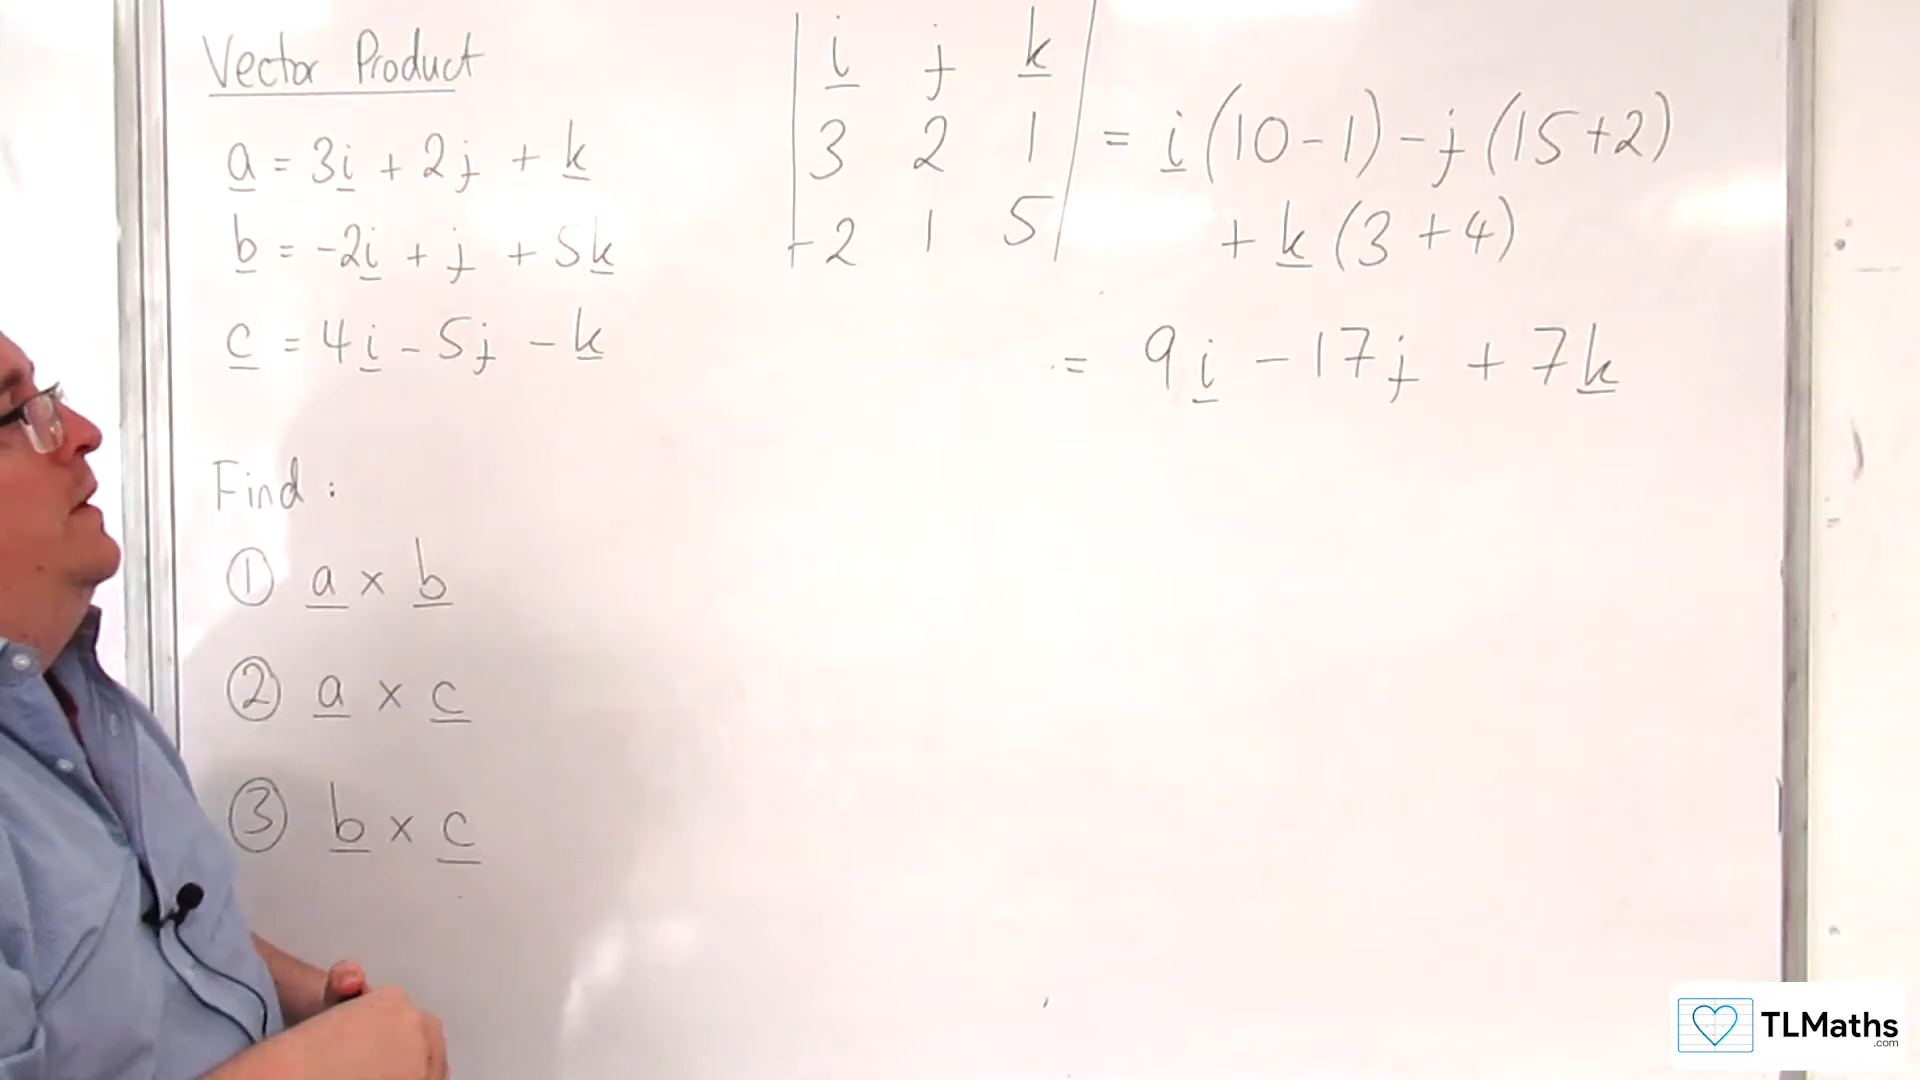 Vector Product
a = 3i + 2j + k
b = -2i + j + 5k
c = 4i - 5j - k
Find :
① a × b
② a × c
③ b × c
| i j k |
| 3 2 1 | = i(10-1) - j(15+2)
| -2 1 5 | + k(3+4)
= 9i - 17j + 7k
TLMaths
.com